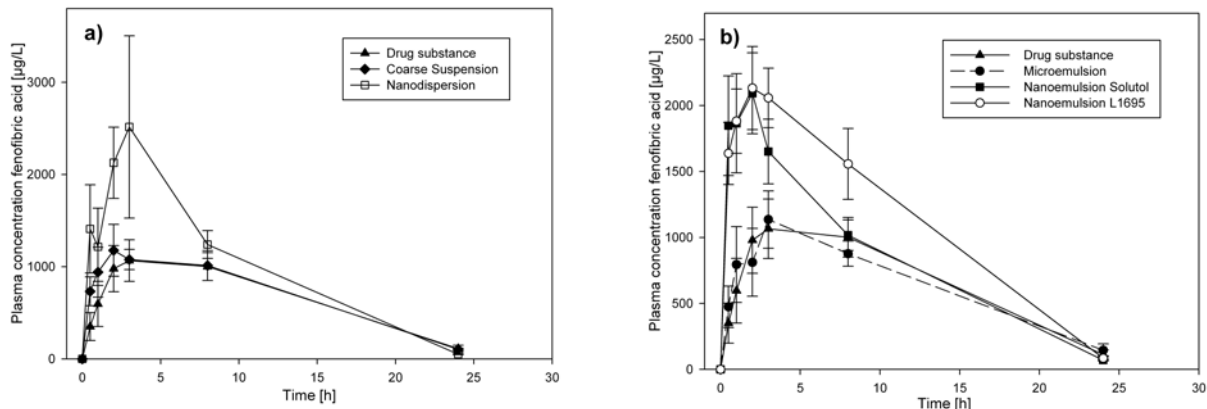 a)
Drug substance
Coarse Suspension
Nanodispersion
Plasma concentration fenofibric acid [µg/L]
3000
2000
1000
0
0 5 10 15 20 25 30
Time [h]
b)
Drug substance
Microemulsion
Nanoemulsion Solutol
Nanoemulsion L1695
Plasma concentration fenofibric acid [µg/L]
2500
2000
1500
1000
500
0
0 5 10 15 20 25 30
Time [h]